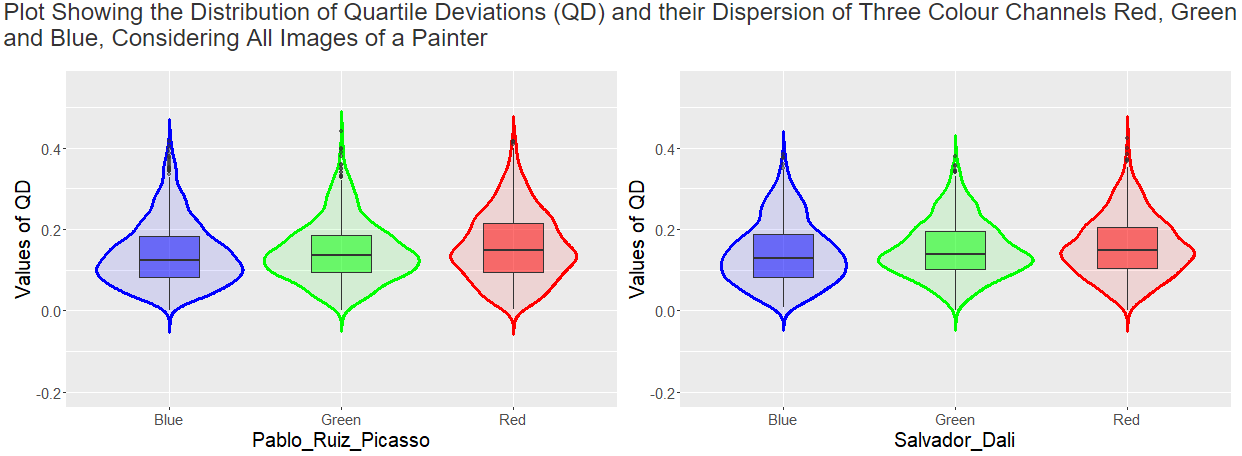 Plot Showing the Distribution of Quartile Deviations (QD) and their Dispersion of Three Colour Channels Red, Green
and Blue, Considering All Images of a Painter
Values of QD
0.4
0.2
0.0
-0.2
Blue Green Red
Pablo_Ruiz_Picasso
Values of QD
0.4
0.2
0.0
-0.2
Blue Green Red
Salvador_Dali